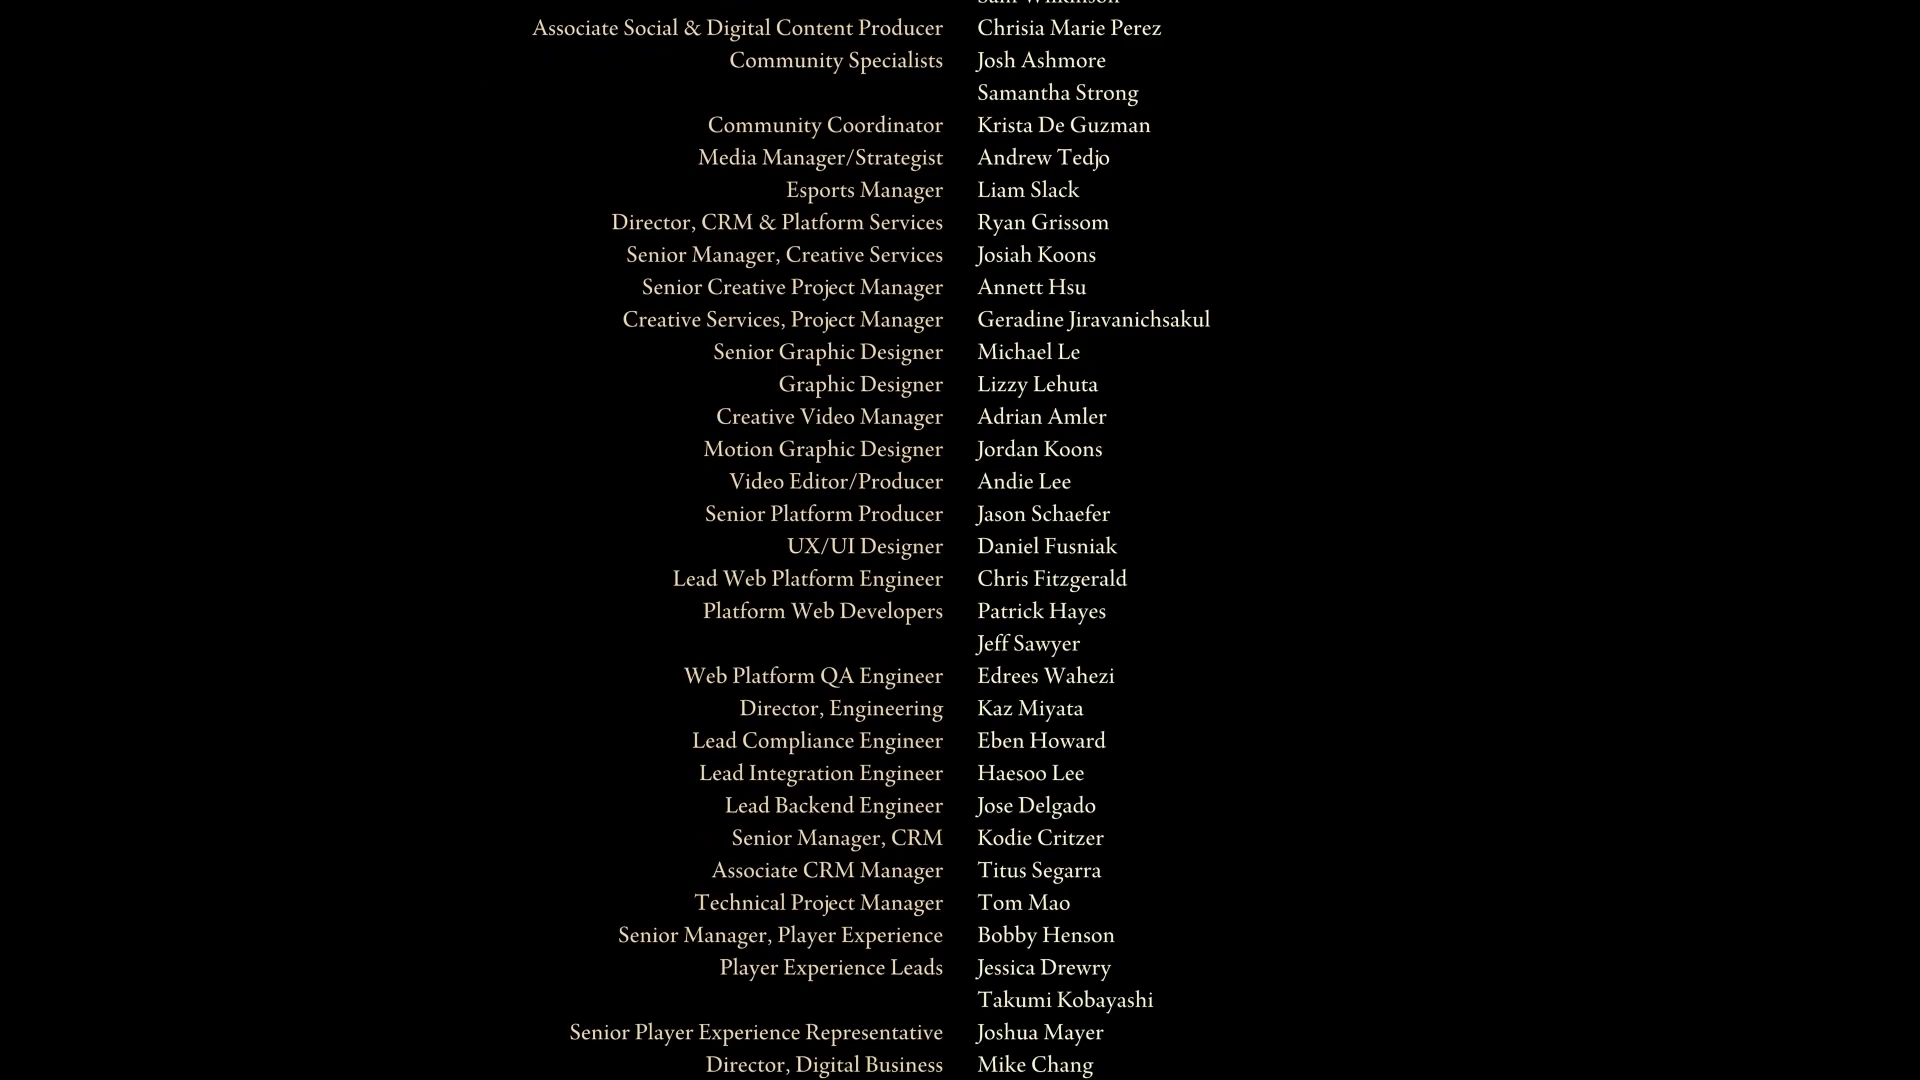 Associate Social & Digital Content Producer Chrisia Marie Perez
Community Specialists Josh Ashmore
Samantha Strong
Community Coordinator Krista De Guzman
Media Manager/Strategist Andrew Tedjo
Esports Manager Liam Slack
Director, CRM & Platform Services Ryan Grissom
Senior Manager, Creative Services Josiah Koons
Senior Creative Project Manager Annett Hsu
Creative Services, Project Manager Geradine Jiravanichsakul
Senior Graphic Designer Michael Le
Graphic Designer Lizzy Lehuta
Creative Video Manager Adrian Amler
Motion Graphic Designer Jordan Koons
Video Editor/Producer Andie Lee
Senior Platform Producer Jason Schaefer
UX/UI Designer Daniel Fusniak
Lead Web Platform Engineer Chris Fitzgerald
Platform Web Developers Patrick Hayes
Jeff Sawyer
Web Platform QA Engineer Edrees Wahezi
Director, Engineering Kaz Miyata
Lead Compliance Engineer Eben Howard
Lead Integration Engineer Haesoo Lee
Lead Backend Engineer Jose Delgado
Senior Manager, CRM Kodie Critzer
Associate CRM Manager Titus Segarra
Technical Project Manager Tom Mao
Senior Manager, Player Experience Bobby Henson
Player Experience Leads Jessica Drewry
Takumi Kobayashi
Senior Player Experience Representative Joshua Mayer
Director, Digital Business Mike Chang